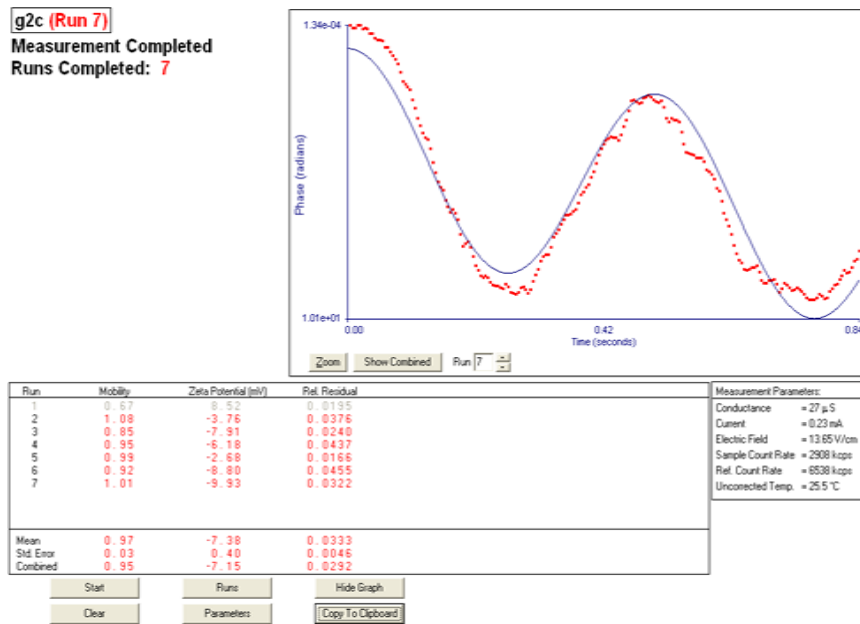 g2c (Run 7)
Measurement Completed
Runs Completed: 7
1.34e-04
Phase (radians)
1.01e+01
0.00 0.42 0.84
Time (seconds)
Zoom Show Combined Run 7
Run Mobility Zeta Potential (mV) Rel. Residual
1 0.67 8.52 0.0195
2 1.08 -3.76 0.0376
3 0.85 -7.91 0.0240
4 0.95 -6.18 0.0437
5 0.99 -2.68 0.0166
6 0.92 -8.80 0.0455
7 1.01 -9.93 0.0322
Mean 0.97 -7.38 0.0333
Std. Error 0.03 0.40 0.0046
Combined 0.95 -7.15 0.0292
Measurement Parameters:
Conductance = 27 µS
Current = 0.23 mA
Electric Field = 13.65 V/cm
Sample Count Rate = 2908 kcps
Ref. Count Rate = 6538 kcps
Uncorrected Temp. = 25.5 °C
Start Runs Hide Graph
Clear Parameters Copy To Clipboard